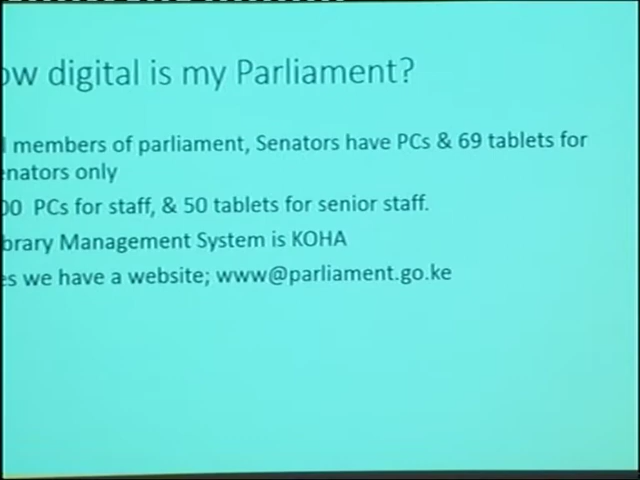 ow digital is my Parliament?
l members of parliament, Senators have PCs & 69 tablets for
enators only
00 PCs for staff, & 50 tablets for senior staff.
brary Management System is KOHA
es we have a website; www@parliament.go.ke